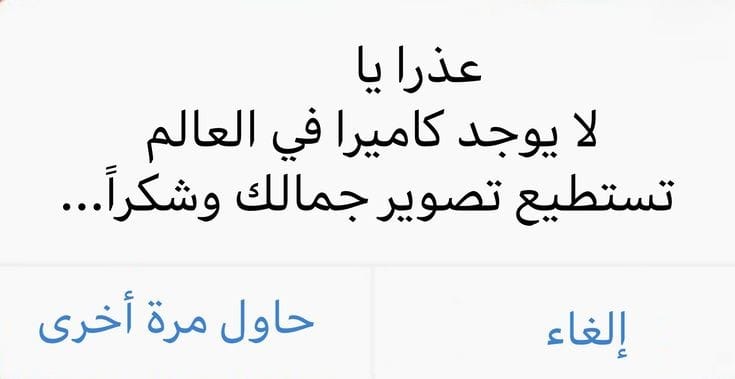 عذرا يا
لا يوجد كاميرا في العالم
تستطيع تصوير جمالك وشكراً...
إلغاء
حاول مرة أخرى